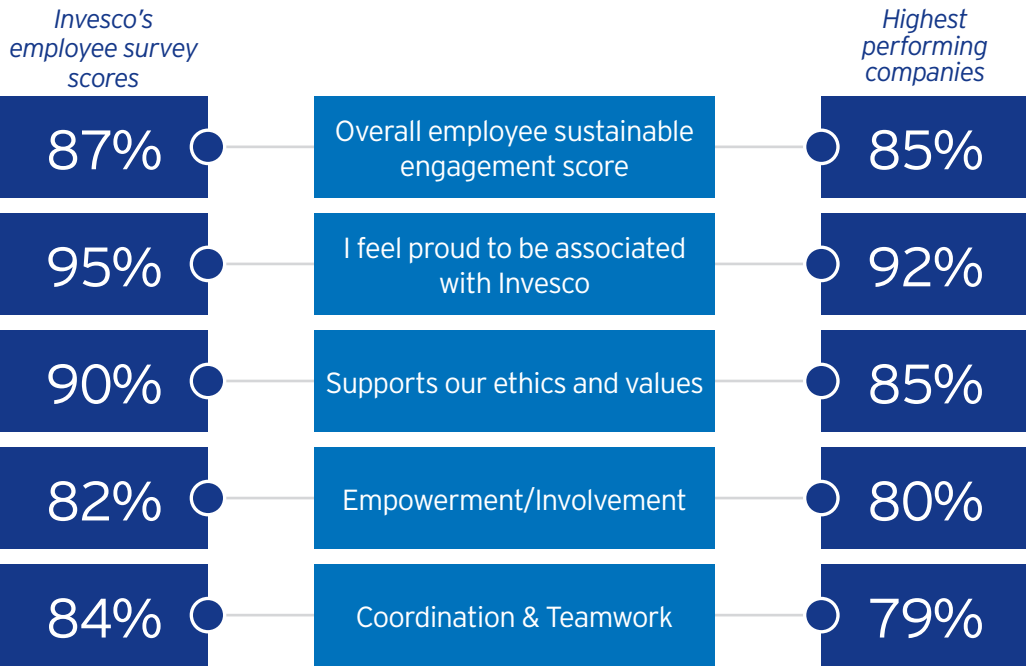 Invesco's
employee survey
scores
Highest
performing
companies
87%
Overall employee sustainable
engagement score
85%
95%
I feel proud to be associated
with Invesco
92%
90%
Supports our ethics and values
85%
82%
Empowerment/Involvement
80%
84%
Coordination & Teamwork
79%